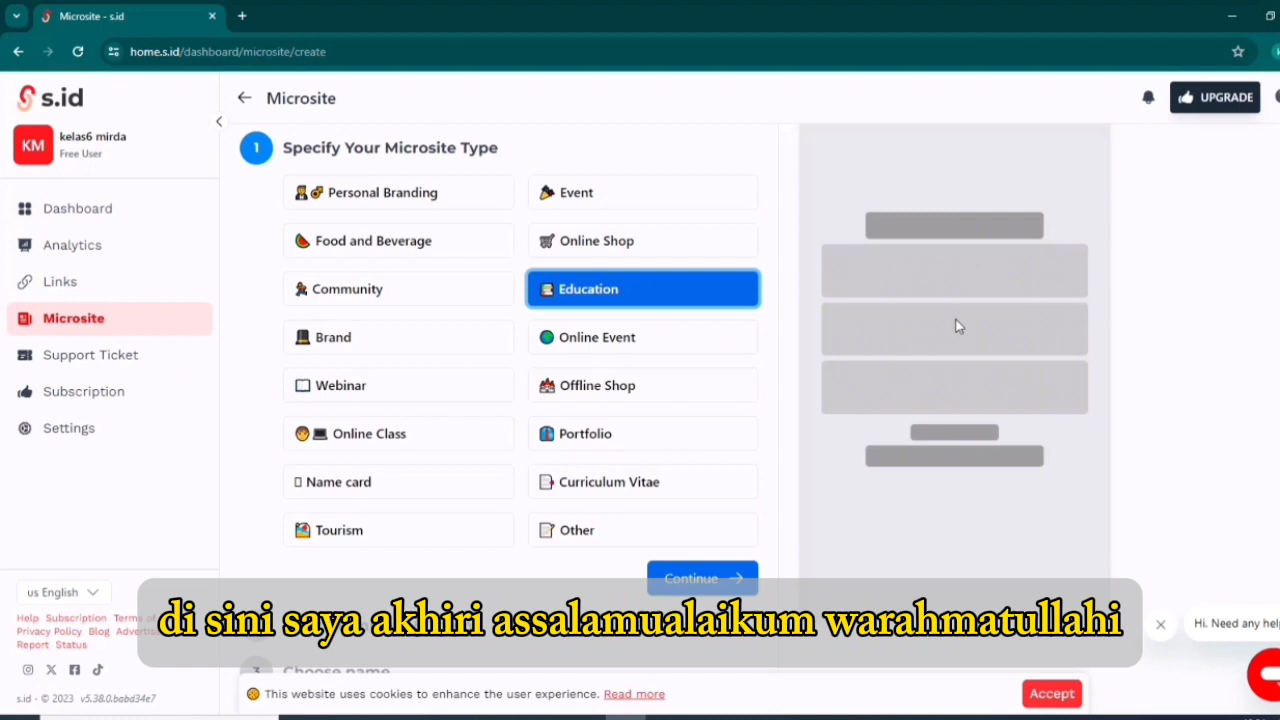 Microsite - s.id
home.s.id/dashboard/microsite/create
s.id
Microsite
UPGRADE
KM
kelas6 mirda
Free User
Dashboard
Analytics
Links
Microsite
Support Ticket
Subscription
Settings
us English
Help Subscription Terms of
Privacy Policy Blog
Report Status
s.id - © 2023 v5.38.0.babd34e7
1
Specify Your Microsite Type
Personal Branding
Event
Food and Beverage
Online Shop
Community
Education
Brand
Online Event
Webinar
Offline Shop
Online Class
Portfolio
Name card
Curriculum Vitae
Tourism
Other
Continue
di sini saya akhiri assalamualaikum warahmatullahi
3
Choose name
Hi. Need any help
This website uses cookies to enhance the user experience. Read more
Accept